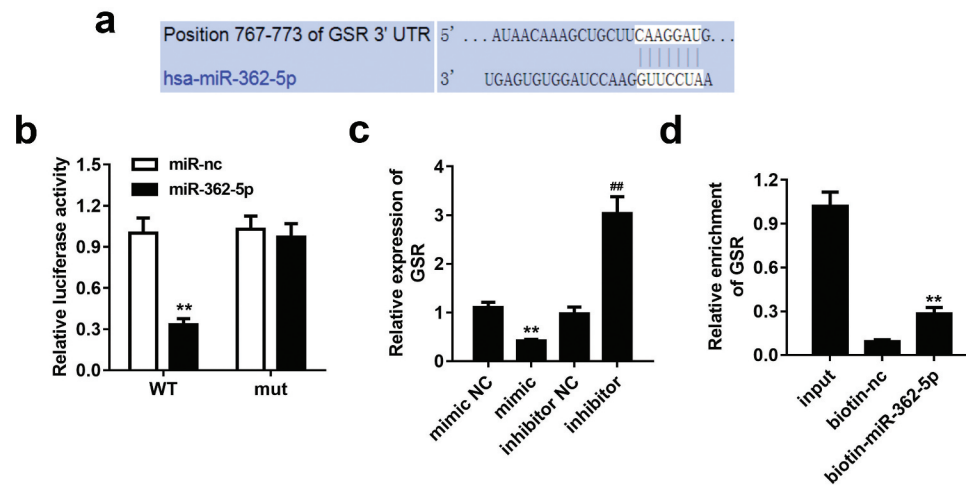 a
Position 767-773 of GSR 3' UTR 5' ...AUAACAAAGCUGCUUCAAGGAUG...
hsa-miR-362-5p 3' UGAGUGUGGAUCCAAGGUUCCUAA
b
Relative luciferase activity
1.5
1.2
0.9
0.6
0.3
0.0
miR-nc
miR-362-5p
**
WT mut
c
Relative expression of
GSR
4
3
2
1
0
**
##
mimic NC
mimic
inhibitor NC
inhibitor
d
Relative enrichment
of GSR
1.2
0.9
0.6
0.3
0.0
**
input
biotin-nc
biotin-miR-362-5p